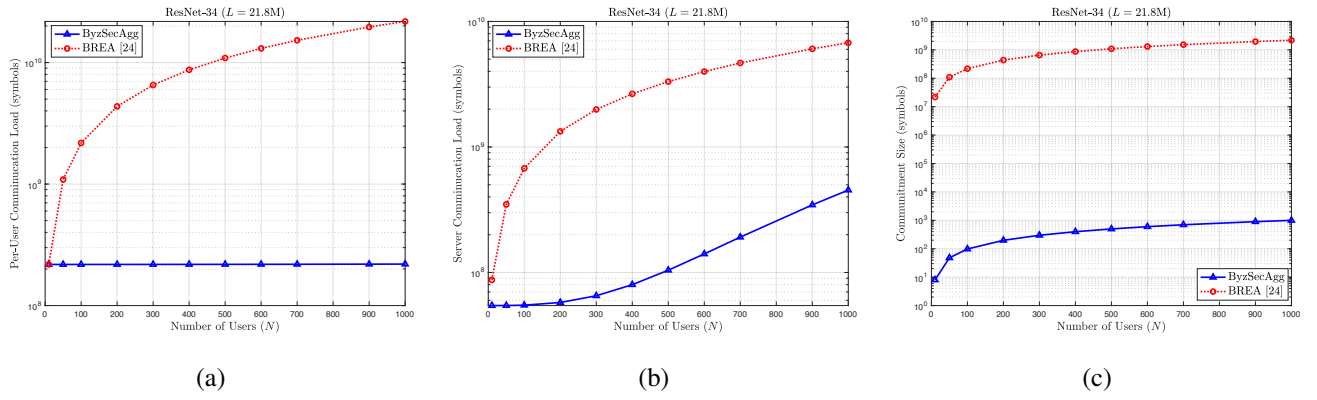 ResNet-34 (L = 21.8M)
ByzSecAgg
BREA [24]
10^10
10^9
10^8
Per-User Comminucation Load (symbols)
0 100 200 300 400 500 600 700 800 900 1000
Number of Users (N)
(a)
ResNet-34 (L = 21.8M)
ByzSecAgg
BREA [24]
10^10
10^9
10^8
Server Comminucation Load (symbols)
100 200 300 400 500 600 700 800 900 1000
Number of Users (N)
(b)
ResNet-34 (L = 21.8M)
10^10
10^9
10^8
10^7
10^6
10^5
10^4
10^3
10^2
10^1
10^0
Communitment Size (symbols)
ByzSecAgg
BREA [24]
0 100 200 300 400 500 600 700 800 900 1000
Number of Users (N)
(c)